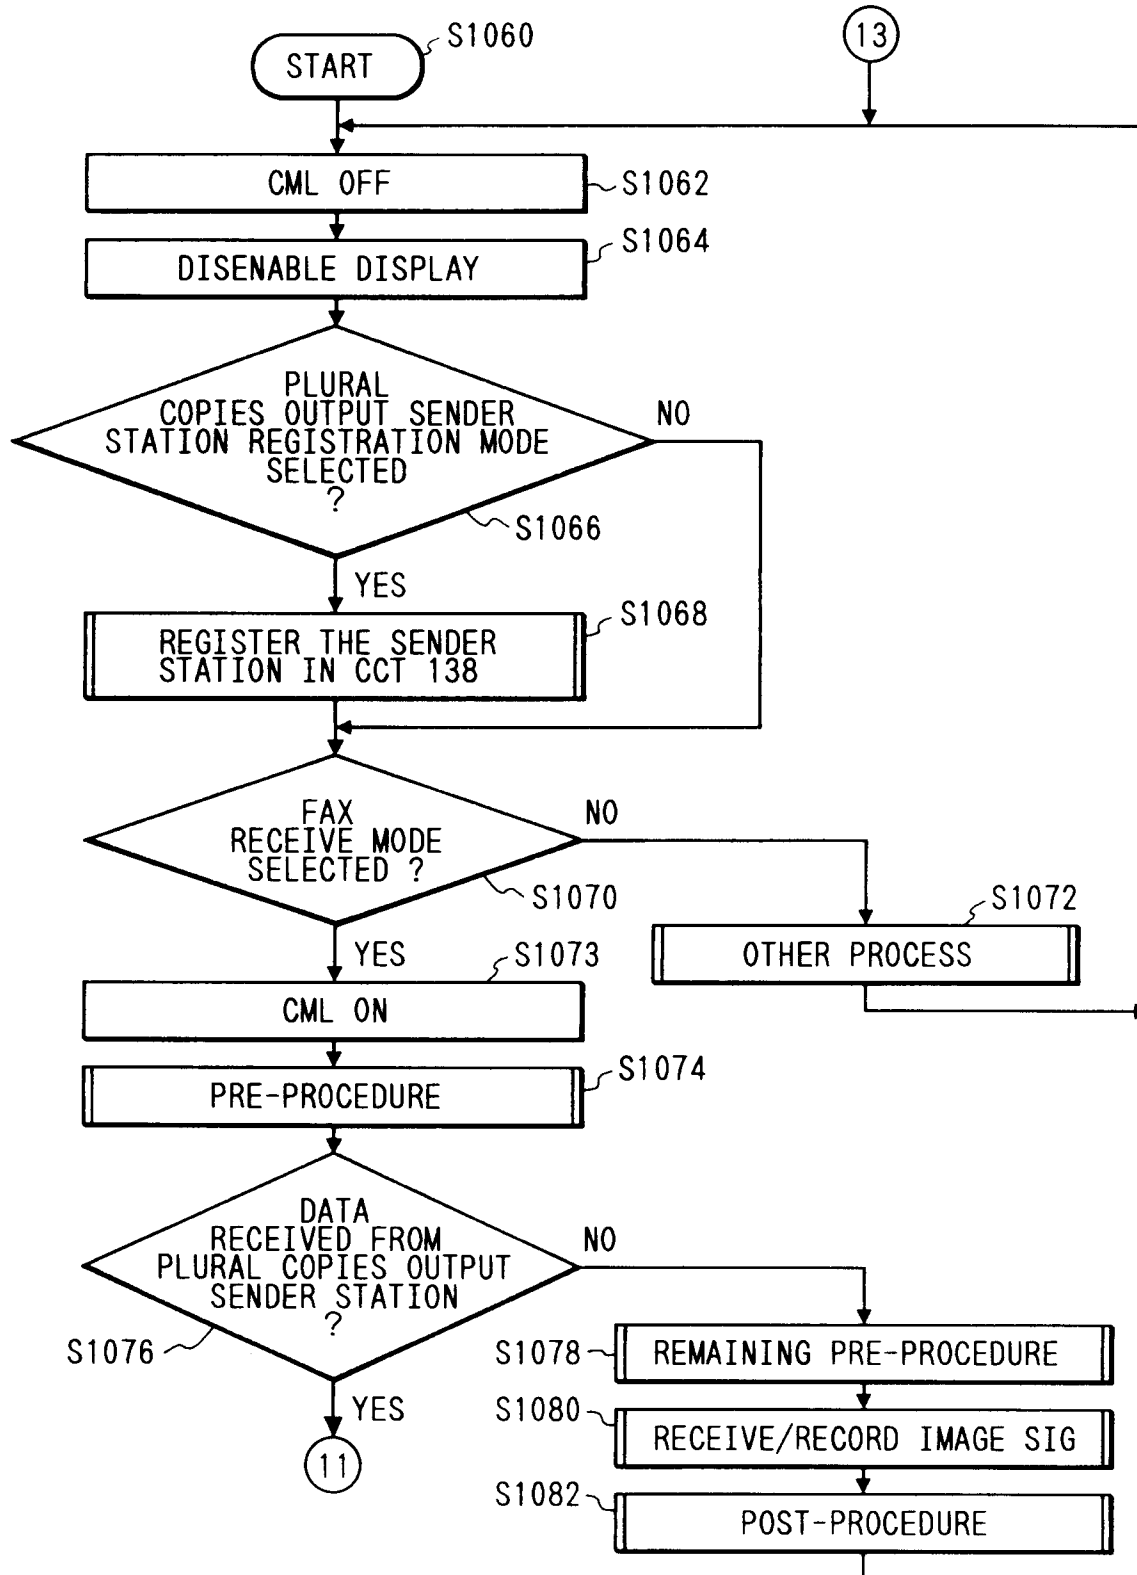 S1060
13
START
CML OFF
S1062
S1064
DISENABLE DISPLAY
PLURAL
COPIES OUTPUT SENDER
STATION REGISTRATION MODE
SELECTED
?
NO
S1066
YES
S1068
REGISTER THE SENDER
STATION IN CCT 138
FAX
RECEIVE MODE
SELECTED ?
NO
S1070
S1072
YES
S1073
OTHER PROCESS
CML ON
S1074
PRE-PROCEDURE
DATA
RECEIVED FROM
PLURAL COPIES OUTPUT
SENDER STATION
?
NO
S1076
S1078
REMAINING PRE-PROCEDURE
YES
S1080
RECEIVE/RECORD IMAGE SIG
11
S1082
POST-PROCEDURE